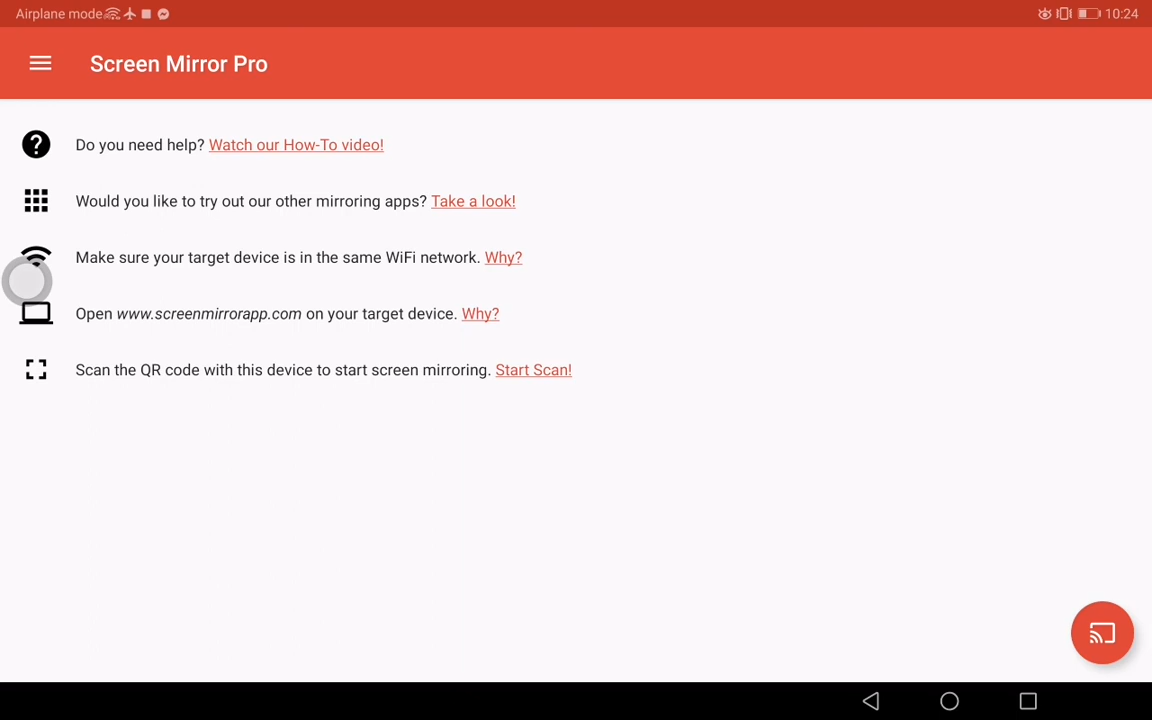 Airplane mode 10:24
Screen Mirror Pro
Do you need help? Watch our How-To video!
Would you like to try out our other mirroring apps? Take a look!
Make sure your target device is in the same WiFi network. Why?
Open www.screenmirrorapp.com on your target device. Why?
Scan the QR code with this device to start screen mirroring. Start Scan!